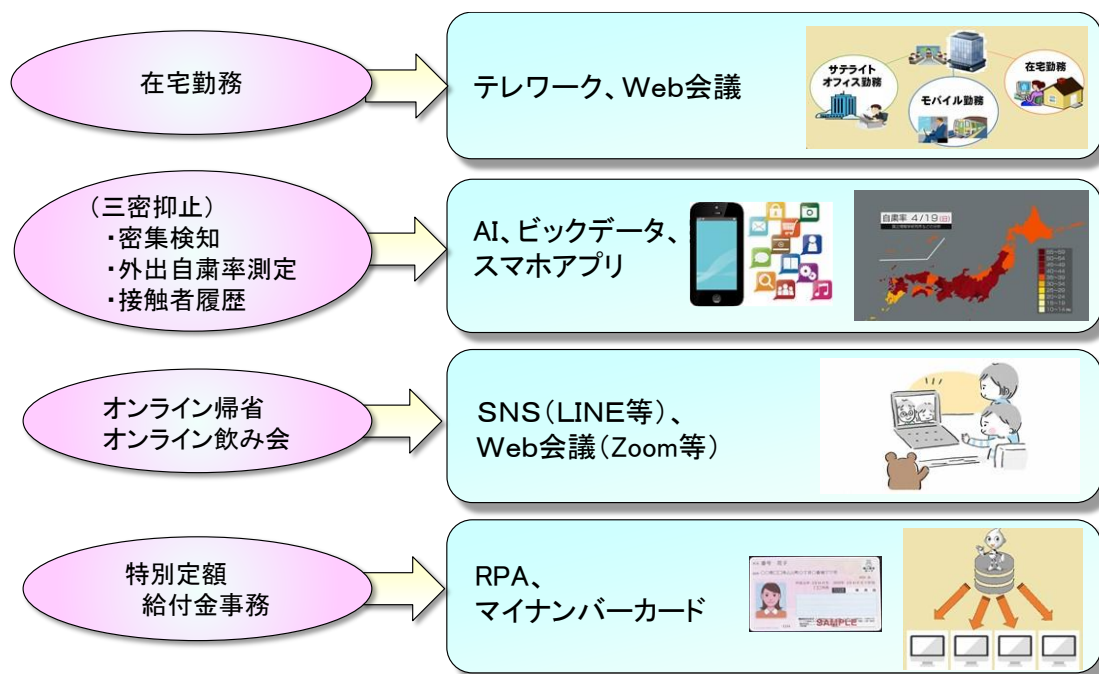 在宅勤務
テレワーク、Web会議
サテライト
オフィス勤務
モバイル勤務
在宅勤務
（三密抑止）
・密集検知
・外出自粛率測定
・接触者履歴
AI、ビックデータ、
スマホアプリ
自粛率 4/19(日)
オンライン帰省
オンライン飲み会
SNS（LINE等）、
Web会議（Zoom等）
特別定額
給付金事務
RPA、
マイナンバーカード
番号 花子
SAMPLE